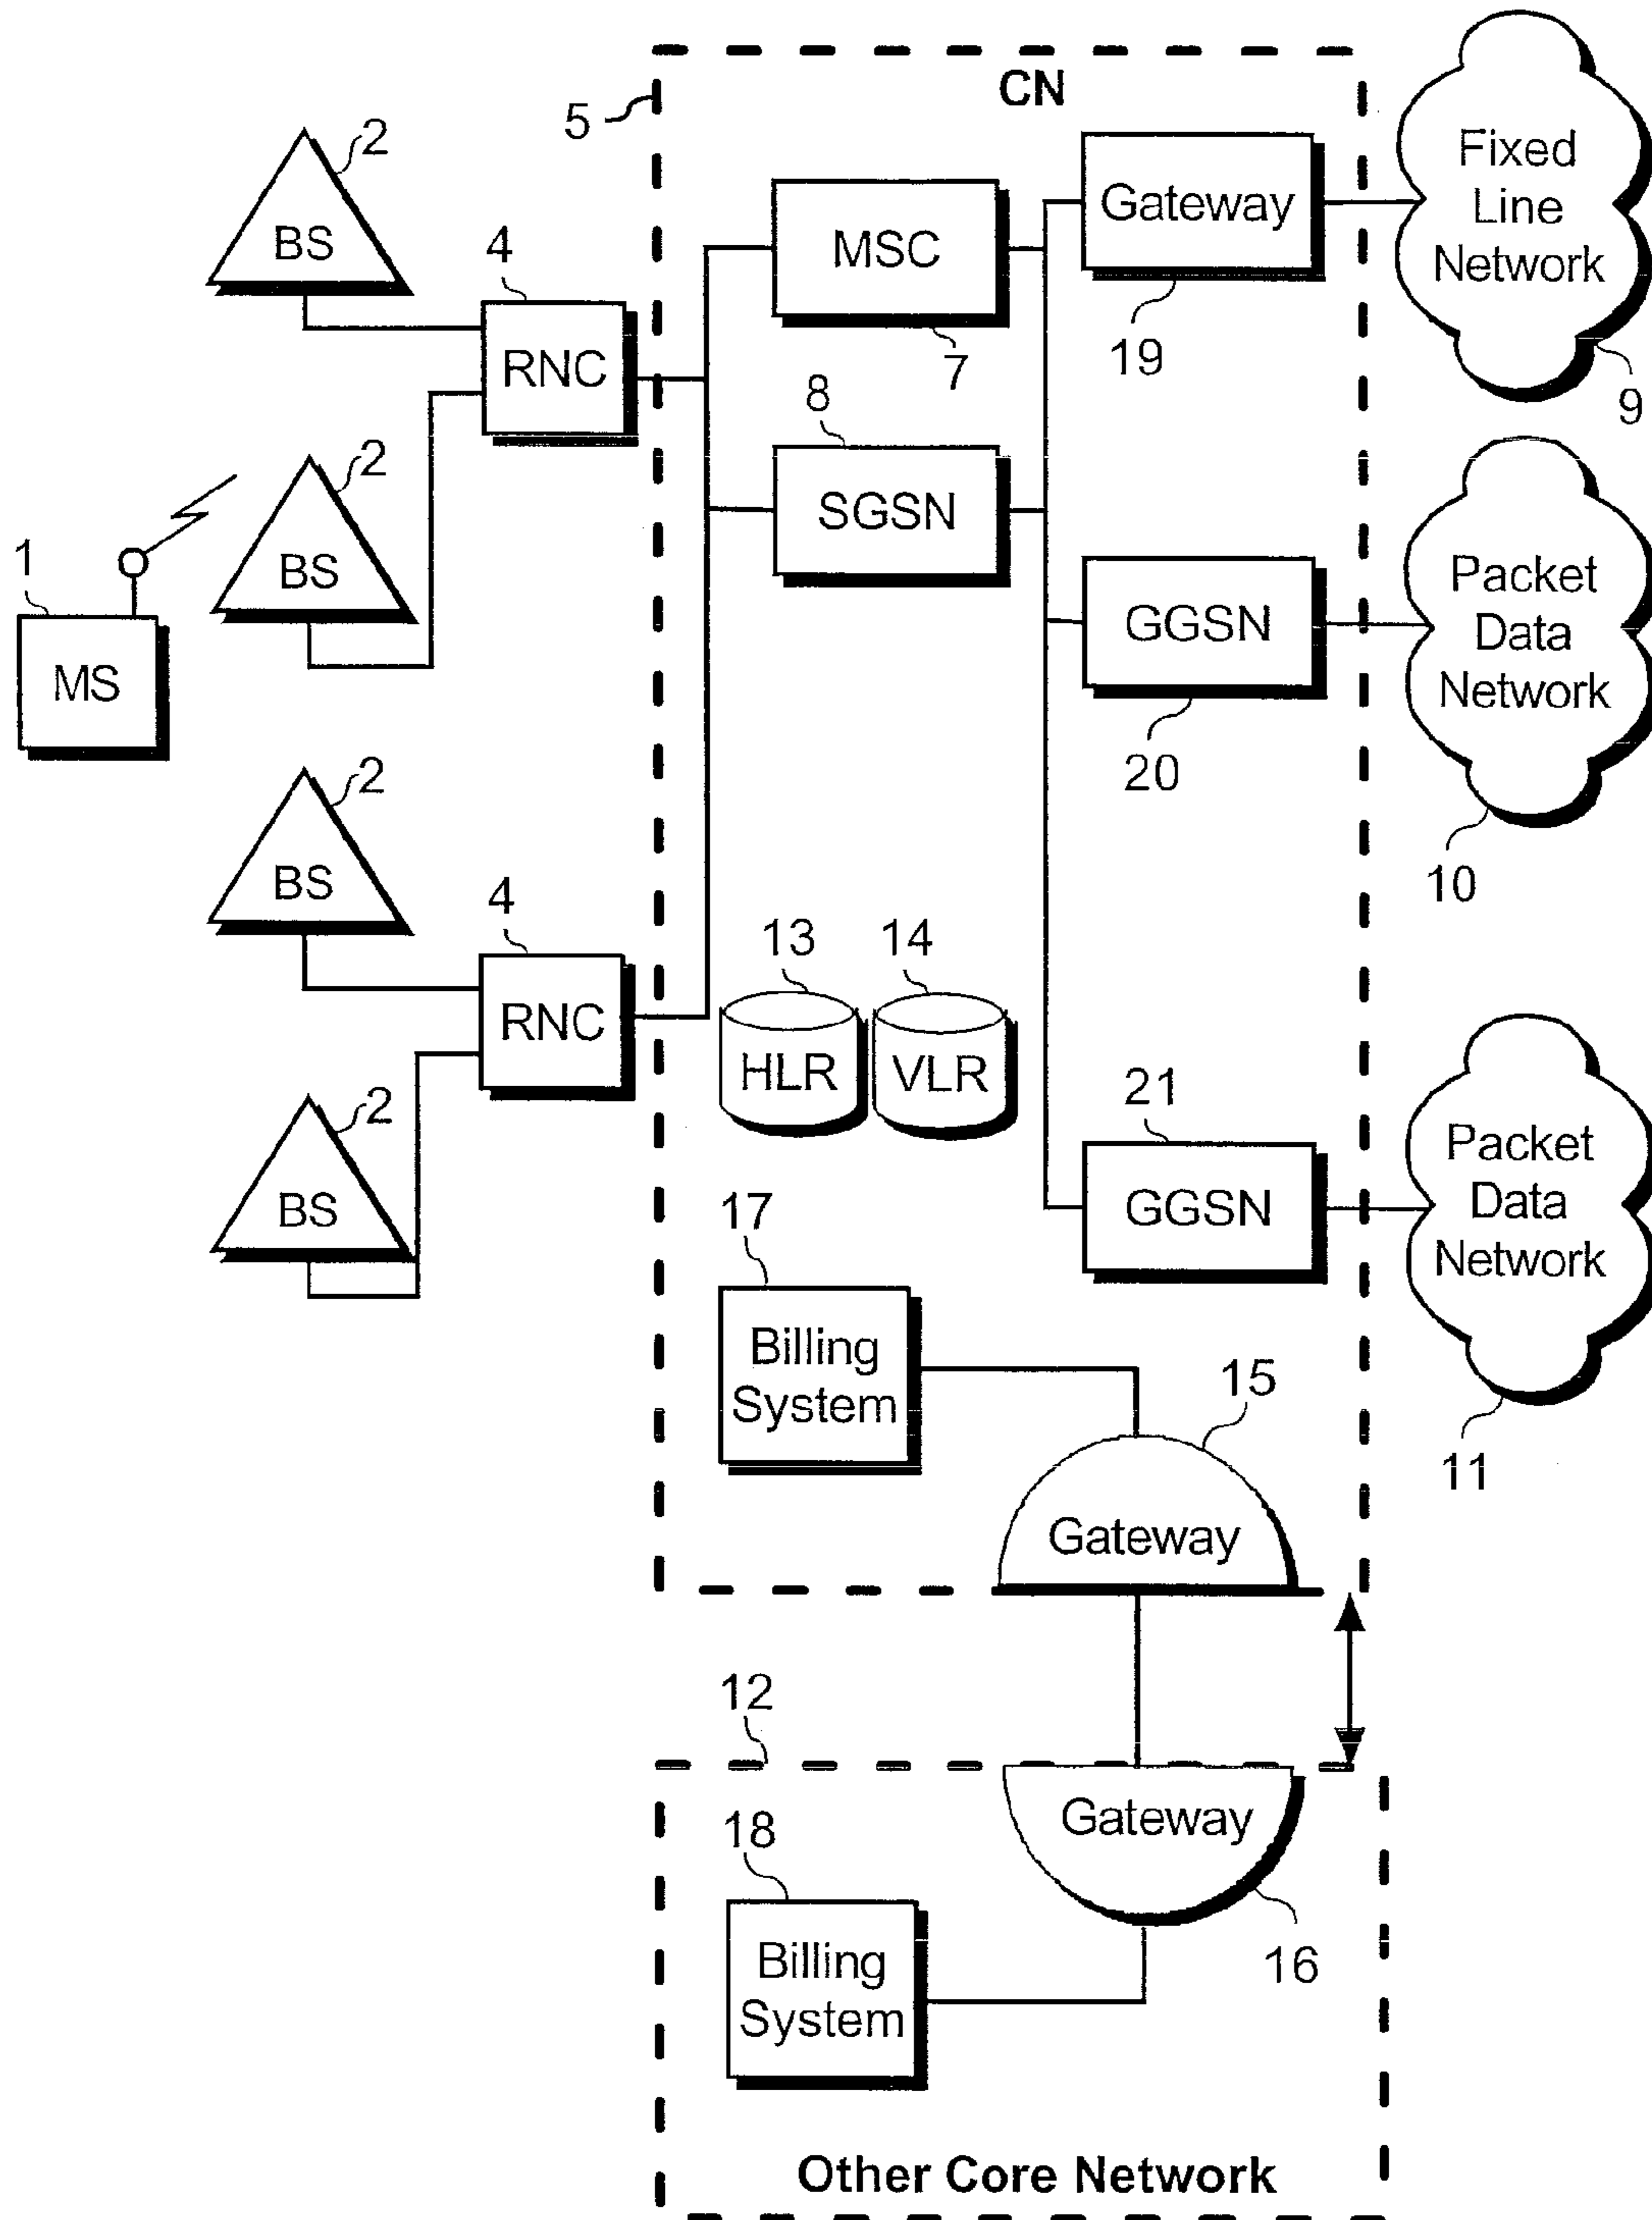 CN
5
2
BS
4
RNC
MSC
7
Gateway
19
Fixed
Line
Network
9
2
BS
8
SGSN
1
MS
GGSN
20
Packet
Data
Network
10
2
BS
4
RNC
13
HLR
14
VLR
2
BS
21
GGSN
Packet
Data
Network
11
17
Billing
System
15
Gateway
12
Gateway
16
18
Billing
System
Other Core Network